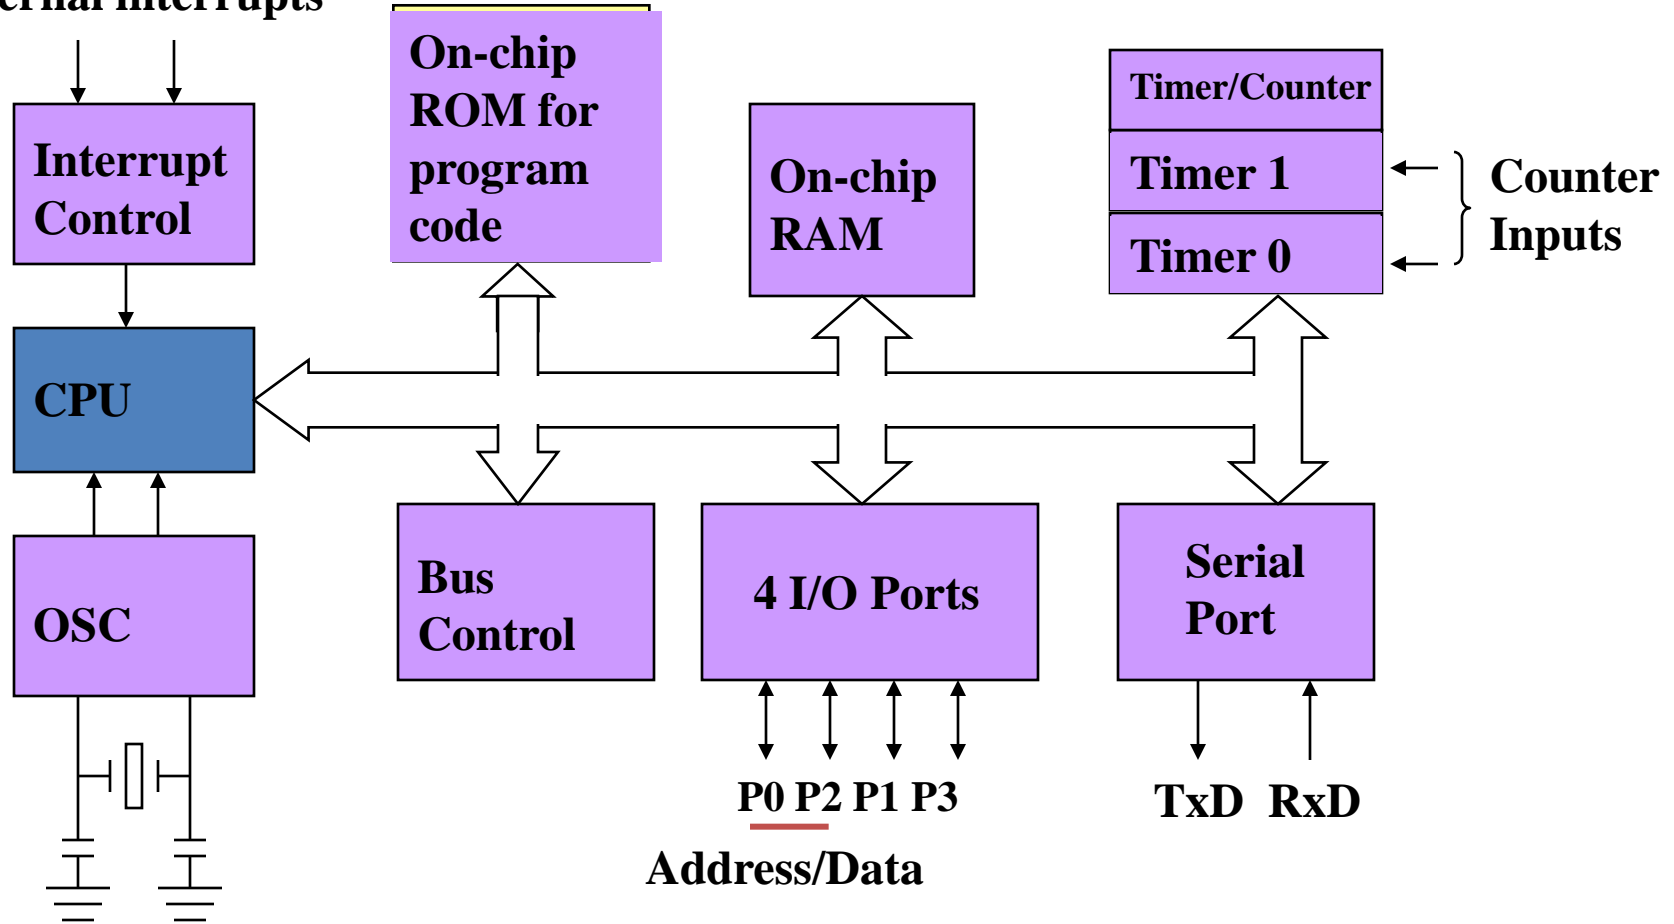 interrupts
On-chip
ROM for
program
code
Timer/Counter
Timer 1
Timer 0
Counter
Inputs
On-chip
RAM
Interrupt
Control
CPU
OSC
Bus
Control
4 I/O Ports
Serial
Port
P0 P2 P1 P3
Address/Data
TxD RxD